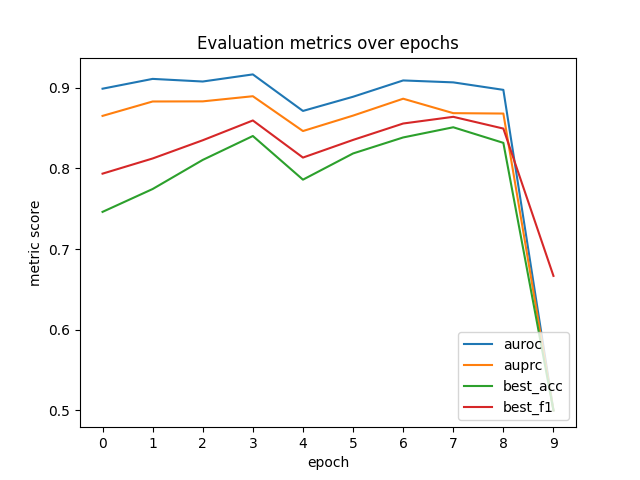 Evaluation metrics over epochs
metric score
0.9
0.8
0.7
0.6
0.5
auroc
auprc
best_acc
best_f1
0 1 2 3 4 5 6 7 8 9
epoch